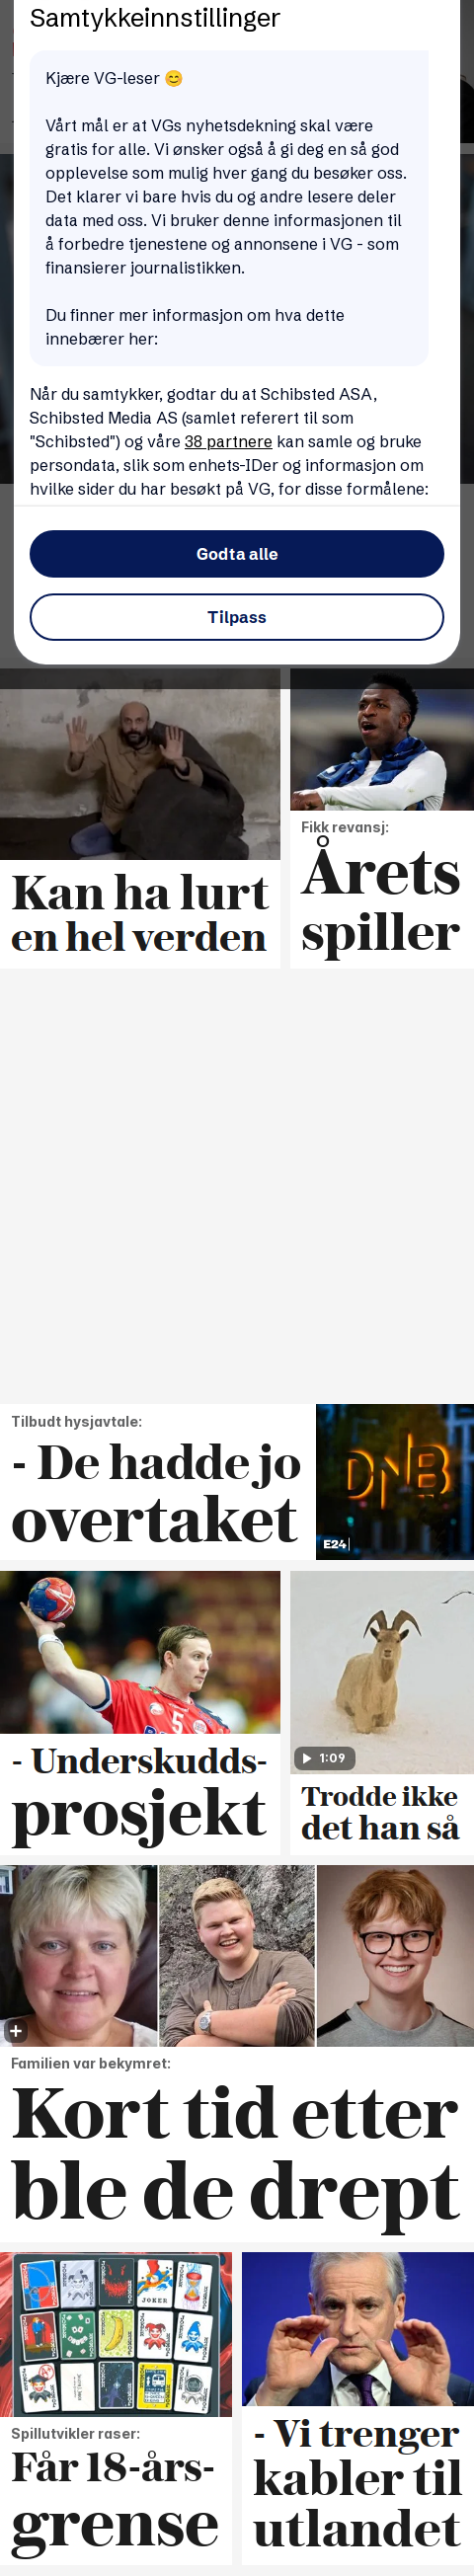 Samtykkeinnstillinger
Kjære VG-leser 😊
Vårt mål er at VGs nyhetsdekning skal være
gratis for alle. Vi ønsker også å gi deg en så god
opplevelse som mulig hver gang du besøker oss.
Det klarer vi bare hvis du og andre lesere deler
data med oss. Vi bruker denne informasjonen til
å forbedre tjenestene og annonsene i VG - som
finansierer journalistikken.
Du finner mer informasjon om hva dette
innebærer her:
Når du samtykker, godtar du at Schibsted ASA,
Schibsted Media AS (samlet referert til som
"Schibsted") og våre 38 partnere kan samle og bruke
persondata, slik som enhets-IDer og informasjon om
hvilke sider du har besøkt på VG, for disse formålene:
Godta alle
Tilpass
Kan ha lurt
en hel verden
Fikk revansj:
Årets
spiller
Tilbudt hysjavtale:
- De hadde jo
overtaket
DNB
E24
5
- Underskudds-
prosjekt
1:09
Trodde ikke
det han så
Familien var bekymret:
Kort tid etter
ble de drept
JOKER
Spillutvikler raser:
Får 18-års-
grense
- Vi trenger
kabler til
utlandet